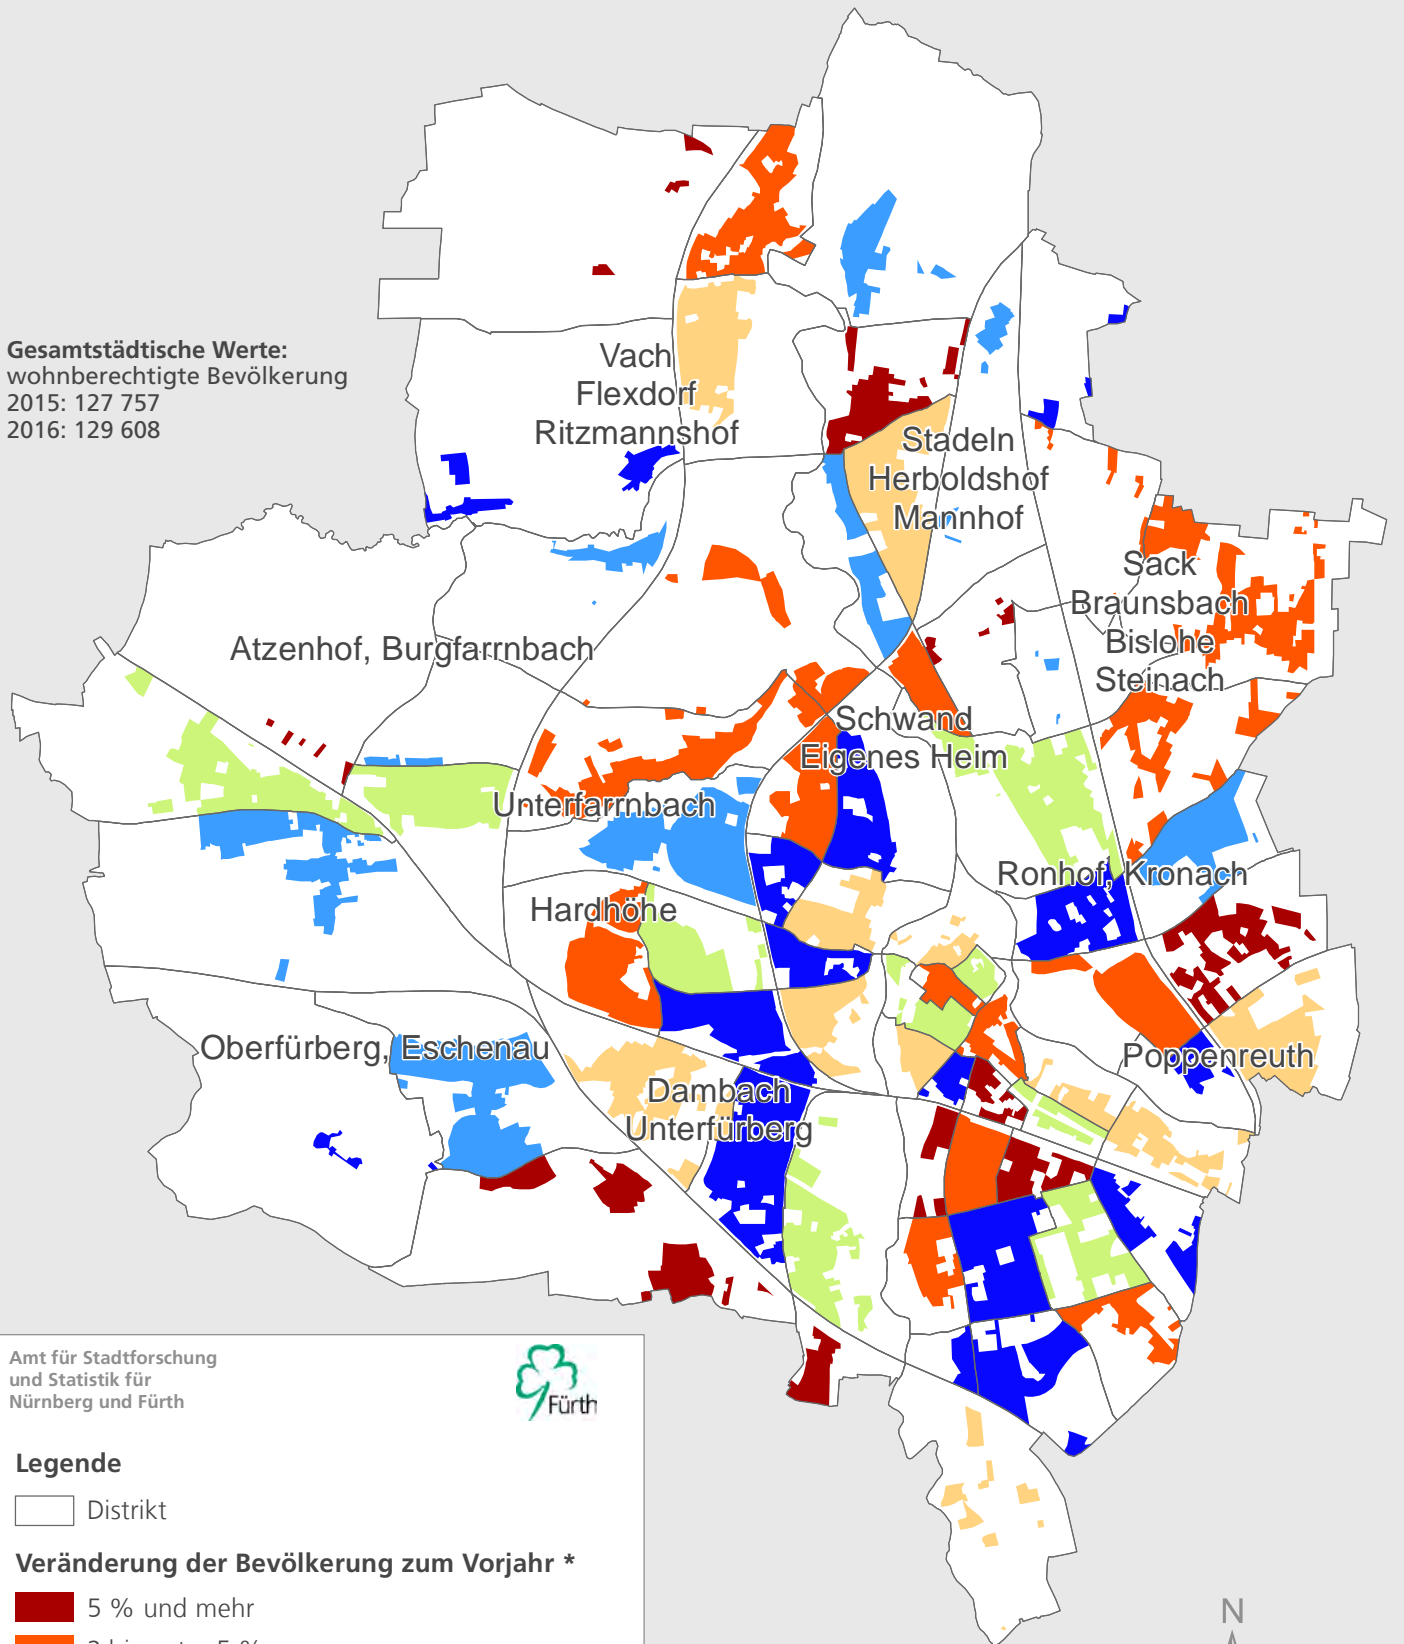 Gesamtstädtische Werte:
wohnberechtigte Bevölkerung
2015: 127 757
2016: 129 608
Vach
Flexdorf
Ritzmannshof
Stadeln
Herboldshof
Mannhof
Sack
Braunsbach
Bislohe
Steinach
Atzenhof, Burgfarrnbach
Schwand
Eigenes Heim
Unterfarrnbach
Ronhof, Kronach
Hardhöhe
Oberfürberg, Eschenau
Poppenreuth
Dambach
Unterfürberg
Amt für Stadtforschung
und Statistik für
Nürnberg und Fürth
Fürth
Legende
Distrikt
Veränderung der Bevölkerung zum Vorjahr *
5 % und mehr
N